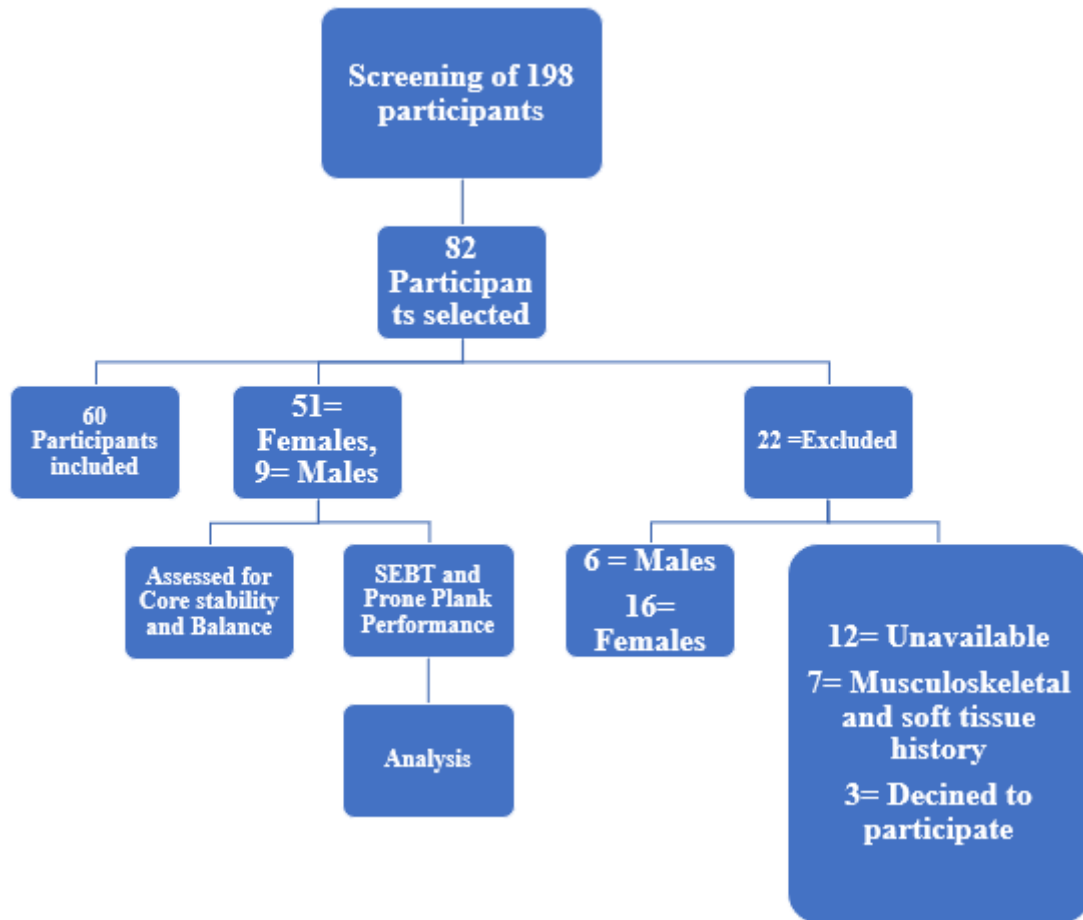 Screening of 198
participants
82
Participan
ts selected
60
Participants
included
51=
Females,
9= Males
22 =Excluded
Assessed for
Core stability
and Balance
SEBT and
Prone Plank
Performance
6 = Males
16=
Females
12= Unavailable
7= Musculoskeletal
and soft tissue
history
3= Decined to
participate
Analysis